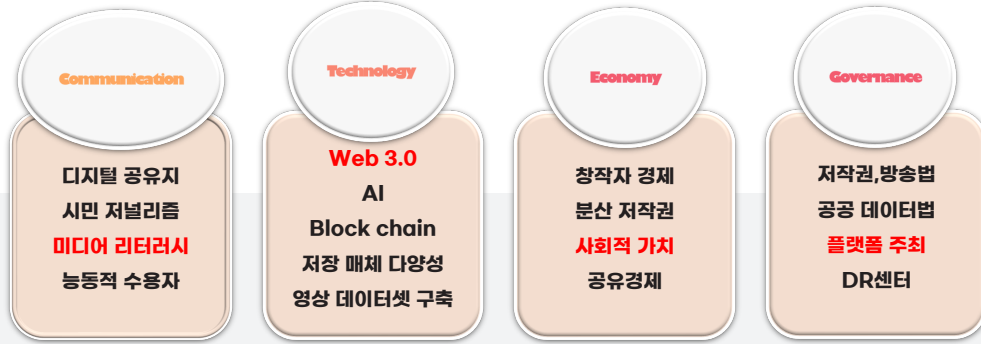 Communication
디지털 공유지
시민 저널리즘
미디어 리터러시
능동적 수용자
Technology
Web 3.0
AI
Block chain
저장 매체 다양성
영상 데이터셋 구축
Economy
창작자 경제
분산 저작권
사회적 가치
공유경제
Governance
저작권,방송법
공공 데이터법
플랫폼 주최
DR센터